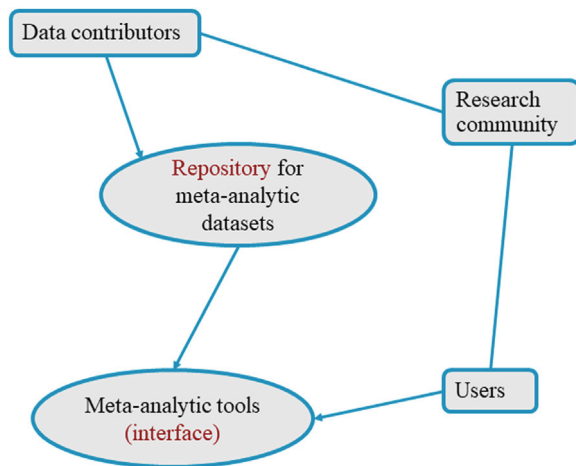 Data contributors
Research
community
Repository for
meta-analytic
datasets
Users
Meta-analytic tools
(interface)